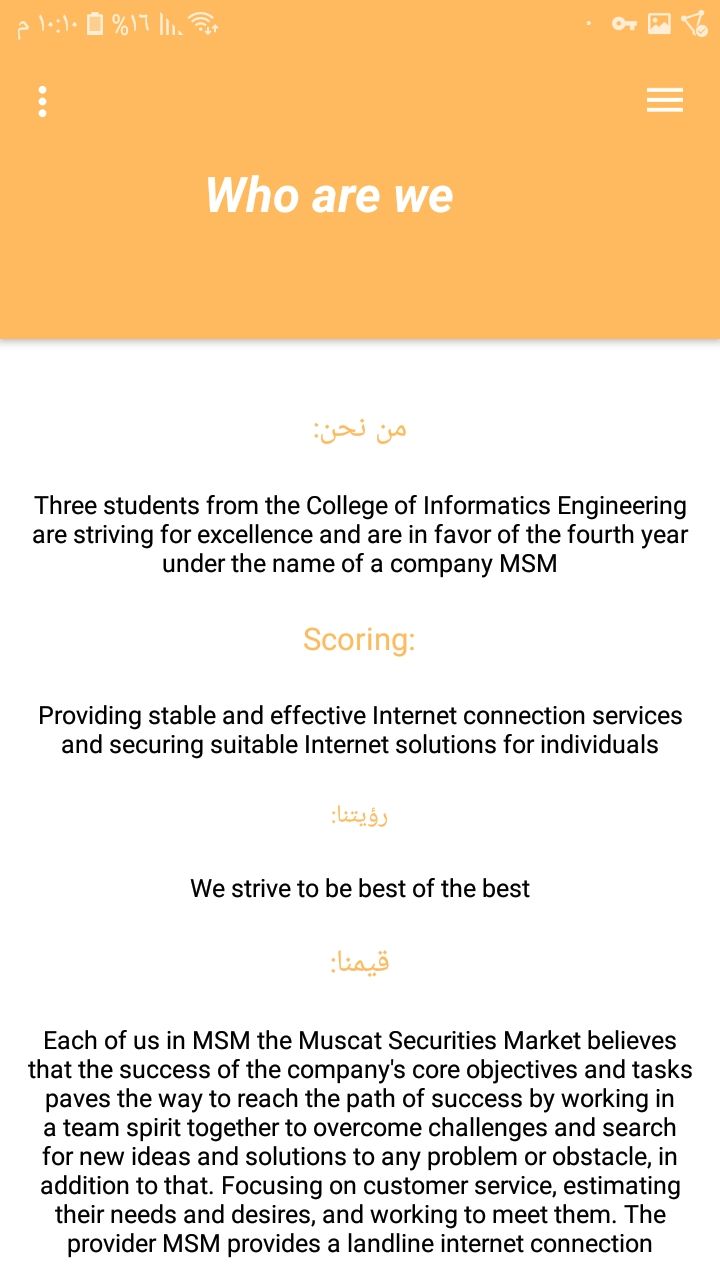 ١٠:١٠ م
%١٦
Who are we
من نحن:
Three students from the College of Informatics Engineering
are striving for excellence and are in favor of the fourth year
under the name of a company MSM
Scoring:
Providing stable and effective Internet connection services
and securing suitable Internet solutions for individuals
رؤيتنا:
We strive to be best of the best
قيمنا:
Each of us in MSM the Muscat Securities Market believes
that the success of the company's core objectives and tasks
paves the way to reach the path of success by working in
a team spirit together to overcome challenges and search
for new ideas and solutions to any problem or obstacle, in
addition to that. Focusing on customer service, estimating
their needs and desires, and working to meet them. The
provider MSM provides a landline internet connection